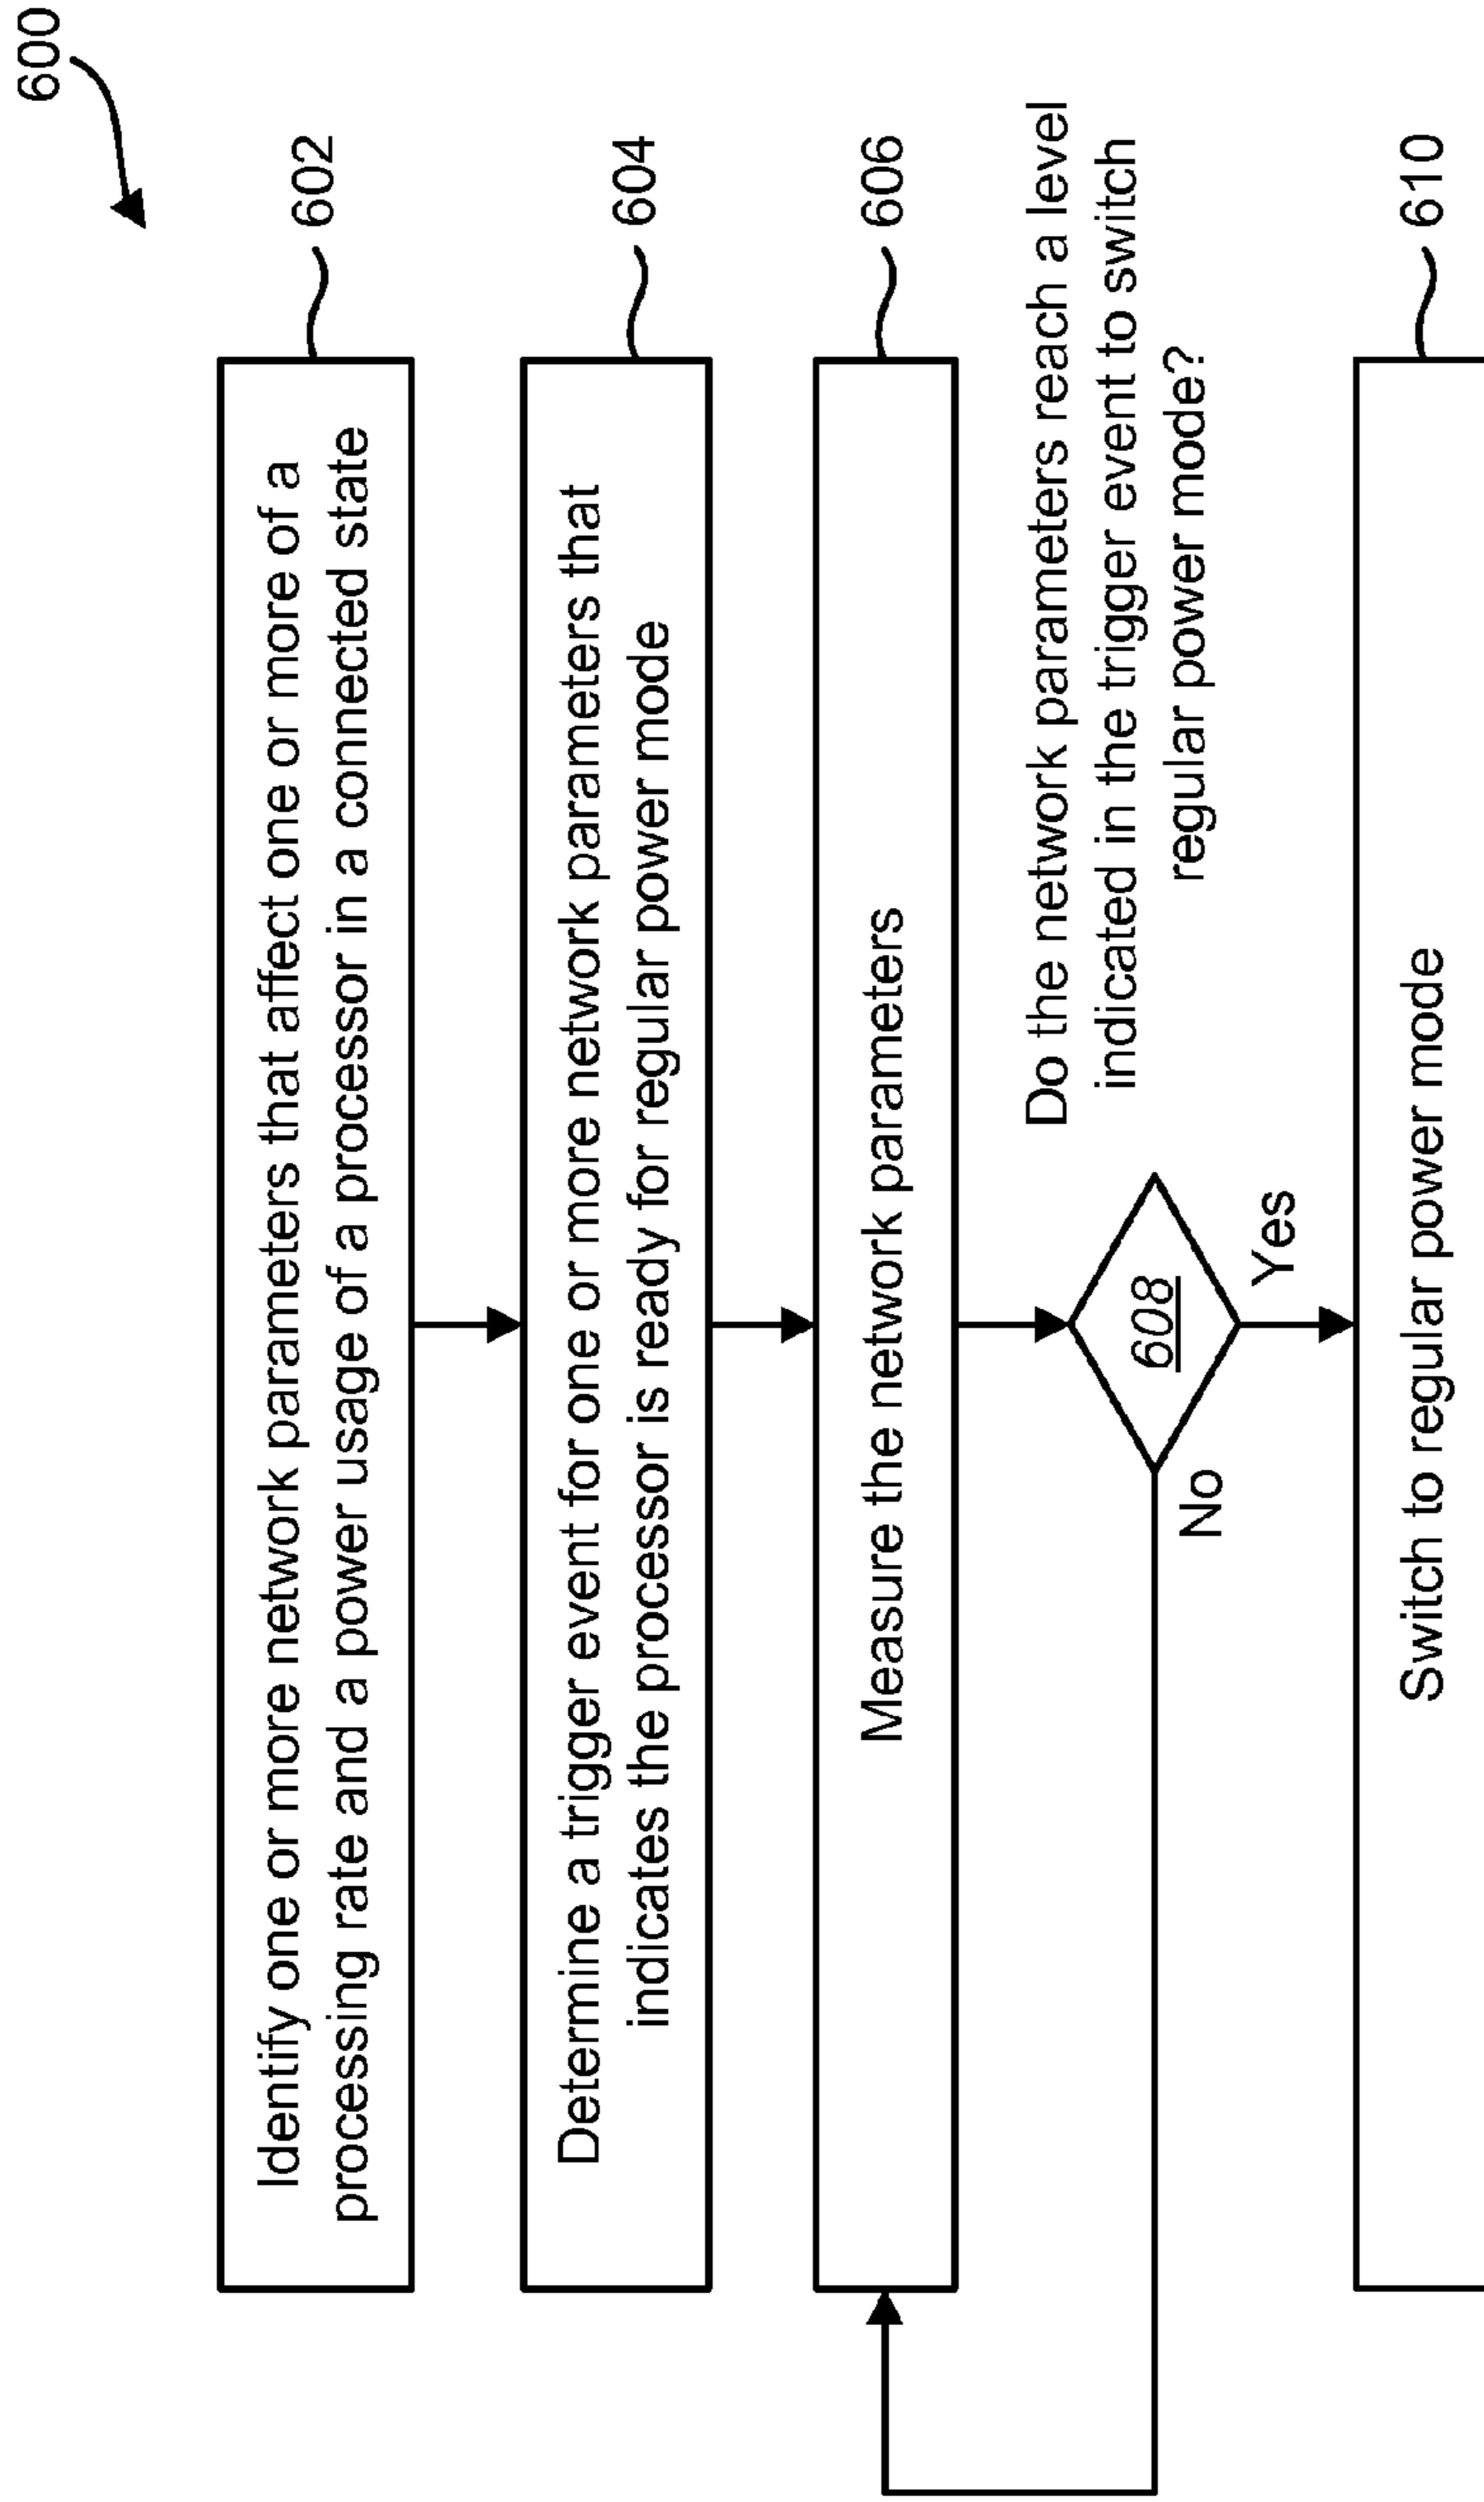 600
Identify one or more network parameters that affect one or more of a
processing rate and a power usage of a processor in a connected state
602
Determine a trigger event for one or more network parameters that
indicates the processor is ready for regular power mode
604
Measure the network parameters
606
Do the network parameters reach a level
indicated in the trigger event to switch
regular power mode?
608
No
Yes
Switch to regular power mode
610